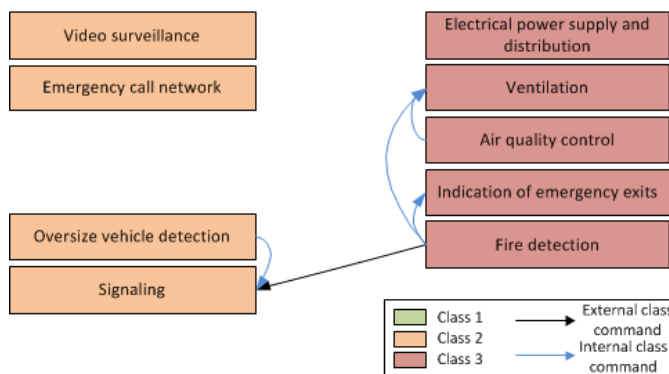 Video surveillance
Emergency call network
Oversize vehicle detection
Signaling
Electrical power supply and
distribution
Ventilation
Air quality control
Indication of emergency exits
Fire detection
Class 1
Class 2
Class 3
External class
command
Internal class
command